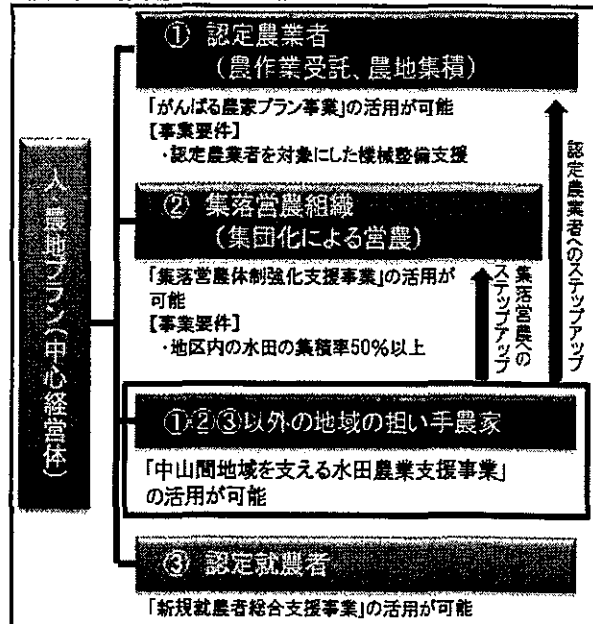 ① 認定農業者
(農作業受託、農地集積)
「がんばる農家プラン事業」の活用が可能
【事業要件】
・認定農業者を対象にした機械整備支援
人・農地プラン(中心経営体)
② 集落営農組織
(集団化による営農)
「集落営農体制強化支援事業」の活用が
可能
【事業要件】
・地区内の水田の集積率50%以上
集落営農への
ステップアップ
認定農業者へのステップアップ
①②③以外の地域の担い手農家
「中山間地域を支える水田農業支援事業」
の活用が可能
③ 認定就農者
「新規就農者総合支援事業」の活用が可能